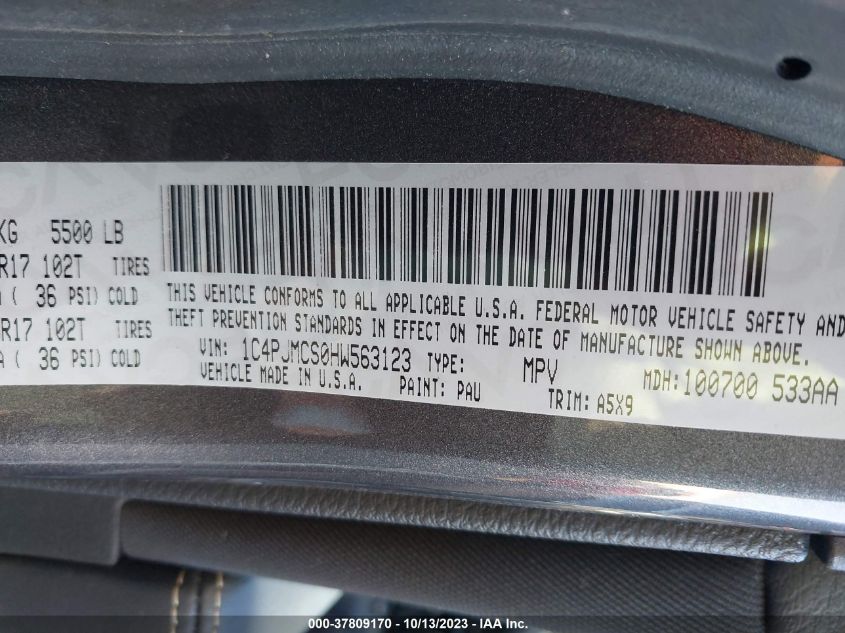 KG 5500 LB
R17 102T TIRES
( 36 PSI) COLD
R17 102T TIRES
A ( 36 PSI) COLD
THIS VEHICLE CONFORMS TO ALL APPLICABLE U.S.A. FEDERAL MOTOR VEHICLE SAFETY AND
THEFT PREVENTION STANDARDS IN EFFECT ON THE DATE OF MANUFACTURE SHOWN ABOVE.
VIN: 1C4PJMCS0HW563123 TYPE: MPV MDH: 100700 533AA
VEHICLE MADE IN U.S.A. PAINT: PAU TRIM: A5X9
000-37809170 - 10/13/2023 - IAA Inc.